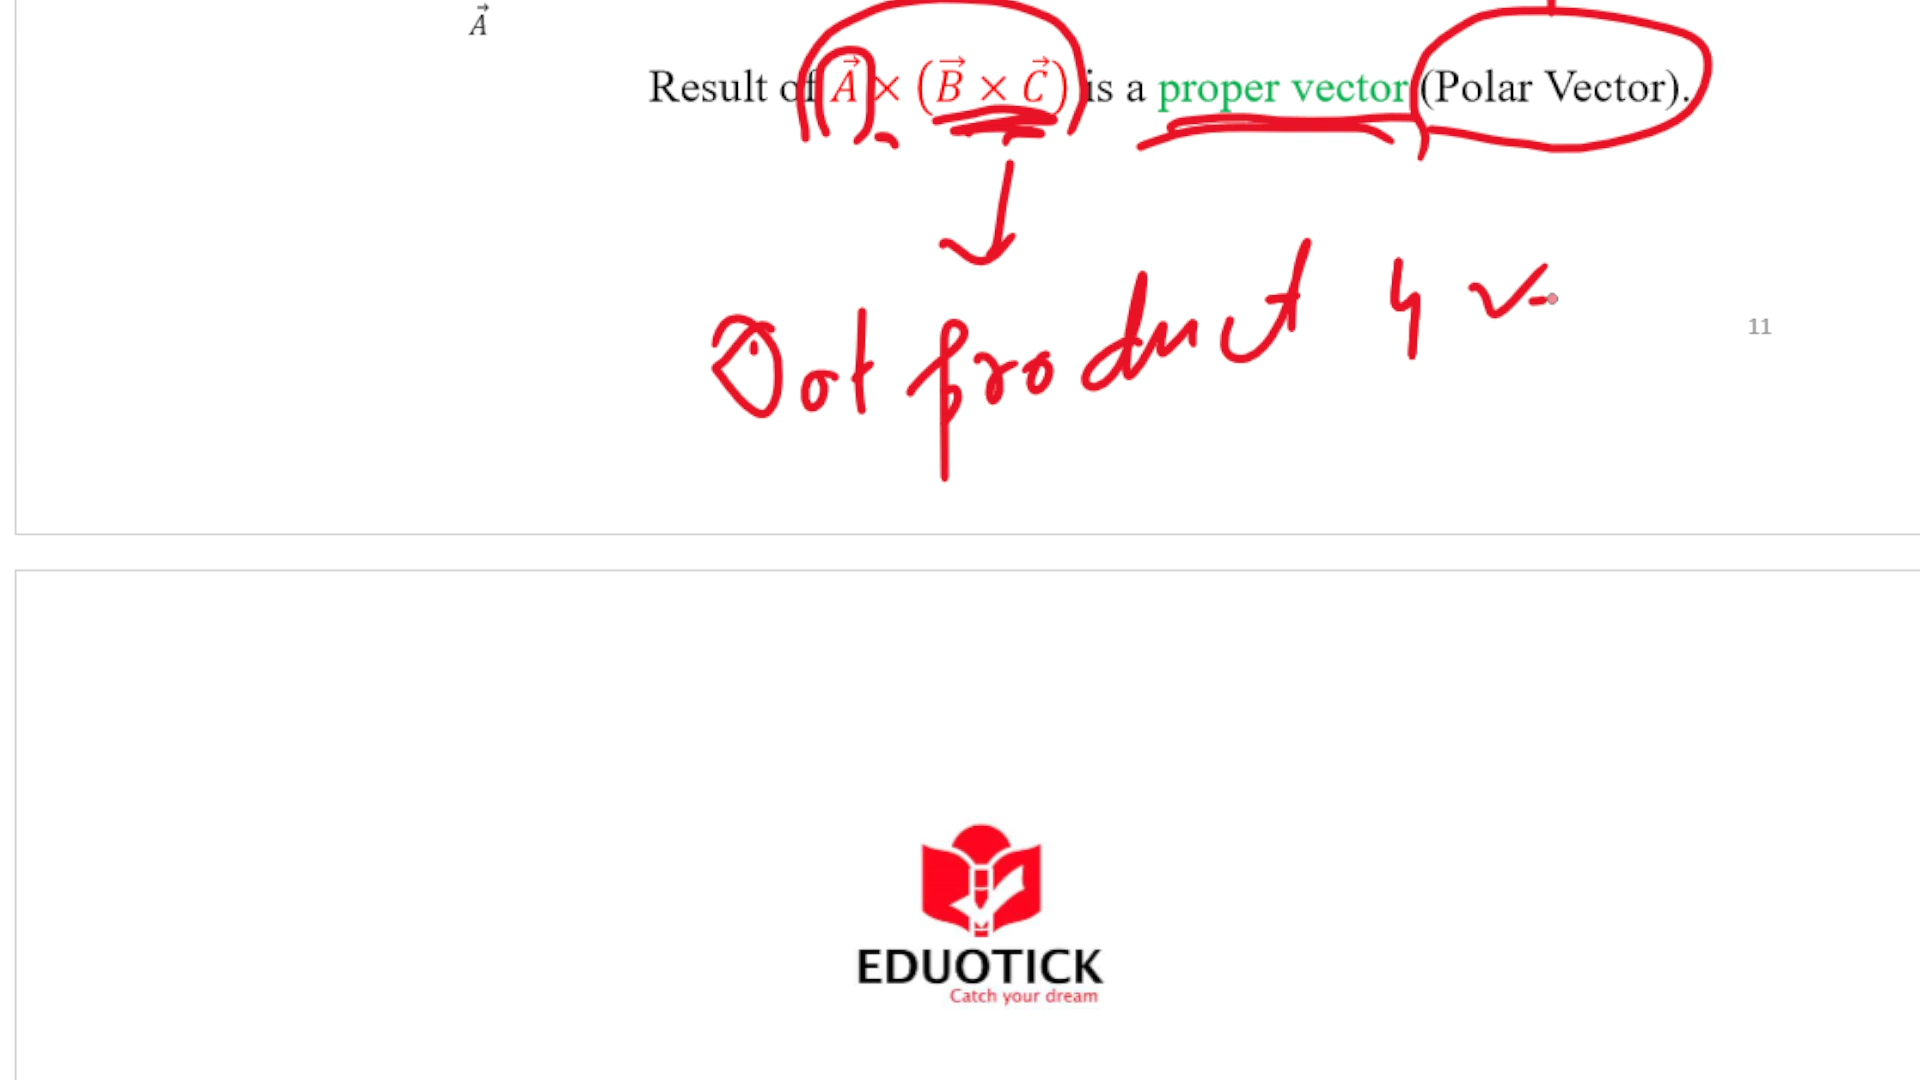 A⃗
Result of A⃗ × (B⃗ × C⃗) is a proper vector (Polar Vector).
Dot product
11
EDUOTICK
Catch your dream